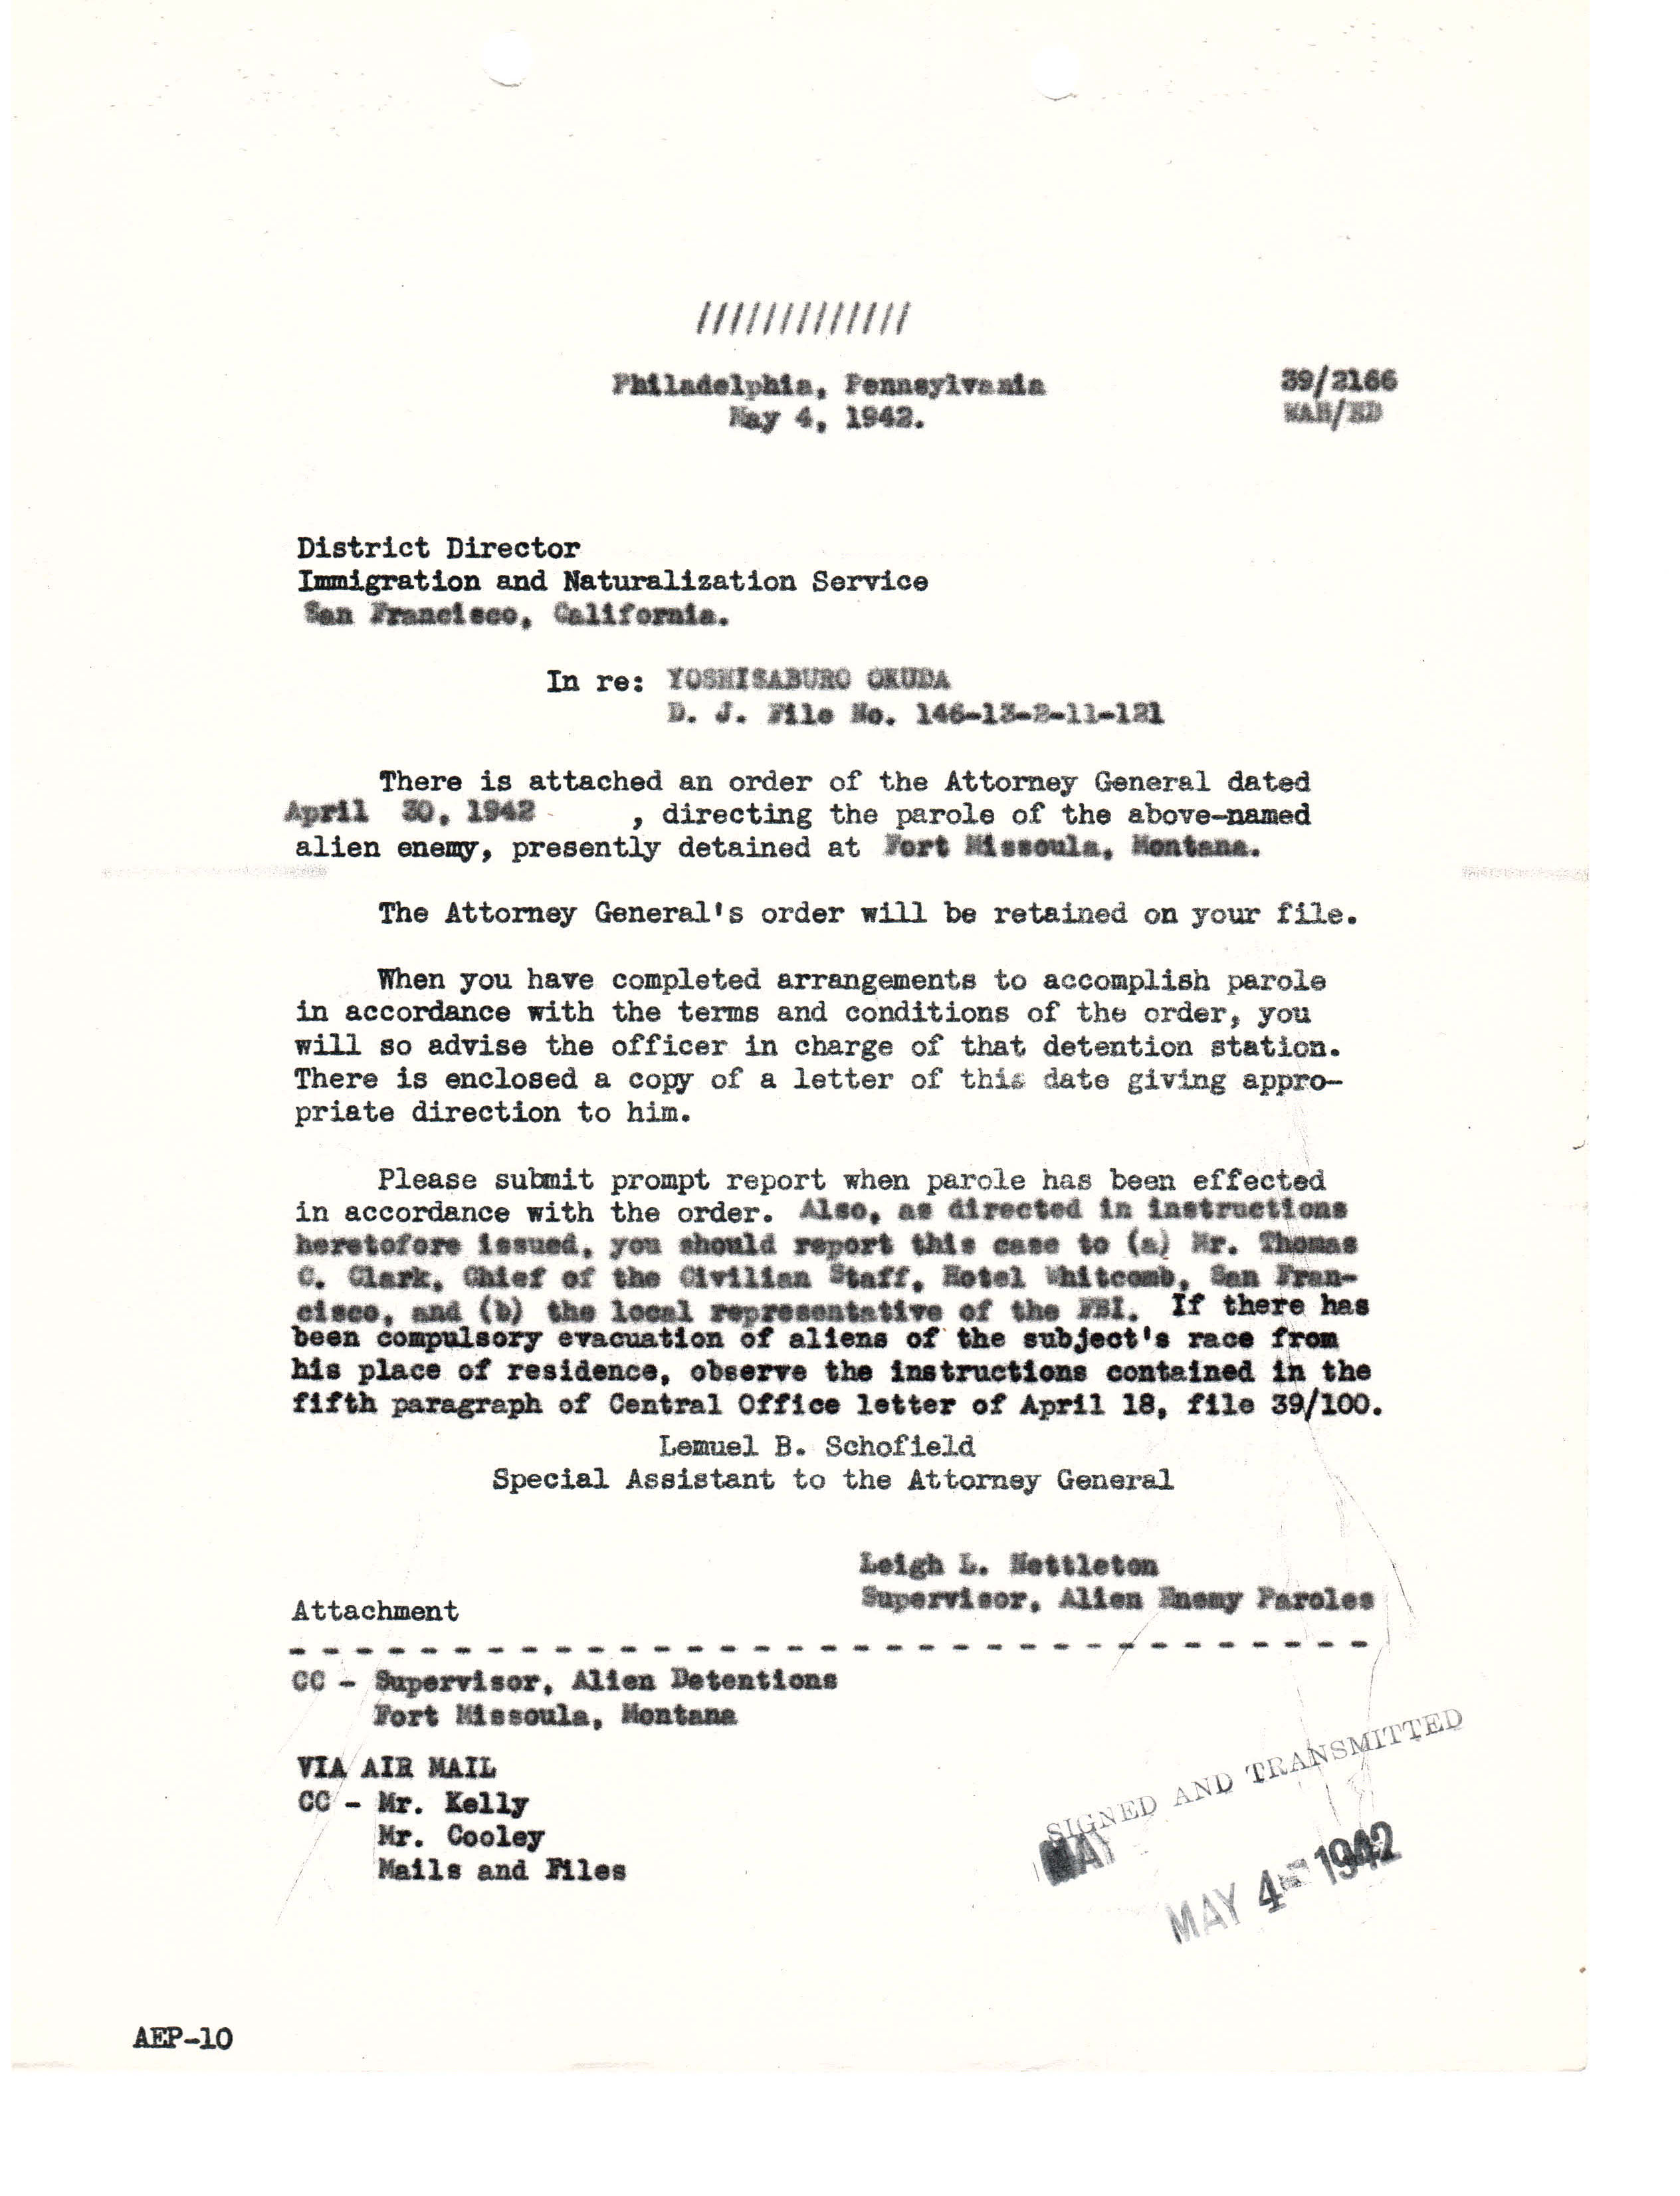 /////////////
Philadelphia, Pennsylvania
39/2166
May 4, 1942.
District Director
Immigration and Naturalization Service
San Francisco, California.
In re: YOSHISABURO OKUDA
D. J. File No. 146-13-2-11-121
There is attached an order of the Attorney General dated
April 30, 1942 , directing the parole of the above-named
alien enemy, presently detained at Fort Missoula, Montana.
The Attorney General's order will be retained on your file.
When you have completed arrangements to accomplish parole
in accordance with the terms and conditions of the order, you
will so advise the officer in charge of that detention station.
There is enclosed a copy of a letter of this date giving appro-
priate direction to him.
Please submit prompt report when parole has been effected
in accordance with the order. Also, as directed in instructions
heretofore issued, you should report this case to (a) Mr. Thomas
C. Clark, Chief of the Civilian Staff, Hotel Whitcomb, San Fran-
cisco, and (b) the local representative of the FBI. If there has
been compulsory evacuation of aliens of the subject's race from
his place of residence, observe the instructions contained in the
fifth paragraph of Central Office letter of April 18, file 39/100.
Lemuel B. Schofield
Special Assistant to the Attorney General
Leigh L. Nettleton
Supervisor, Alien Enemy Paroles
Attachment
CC - Supervisor, Alien Detentions
Fort Missoula, Montana
VIA AIR MAIL
CC - Mr. Kelly
Mr. Cooley
Mails and Files
SIGNED AND TRANSMITTED
MAY
MAY 4 1942
AEP-10